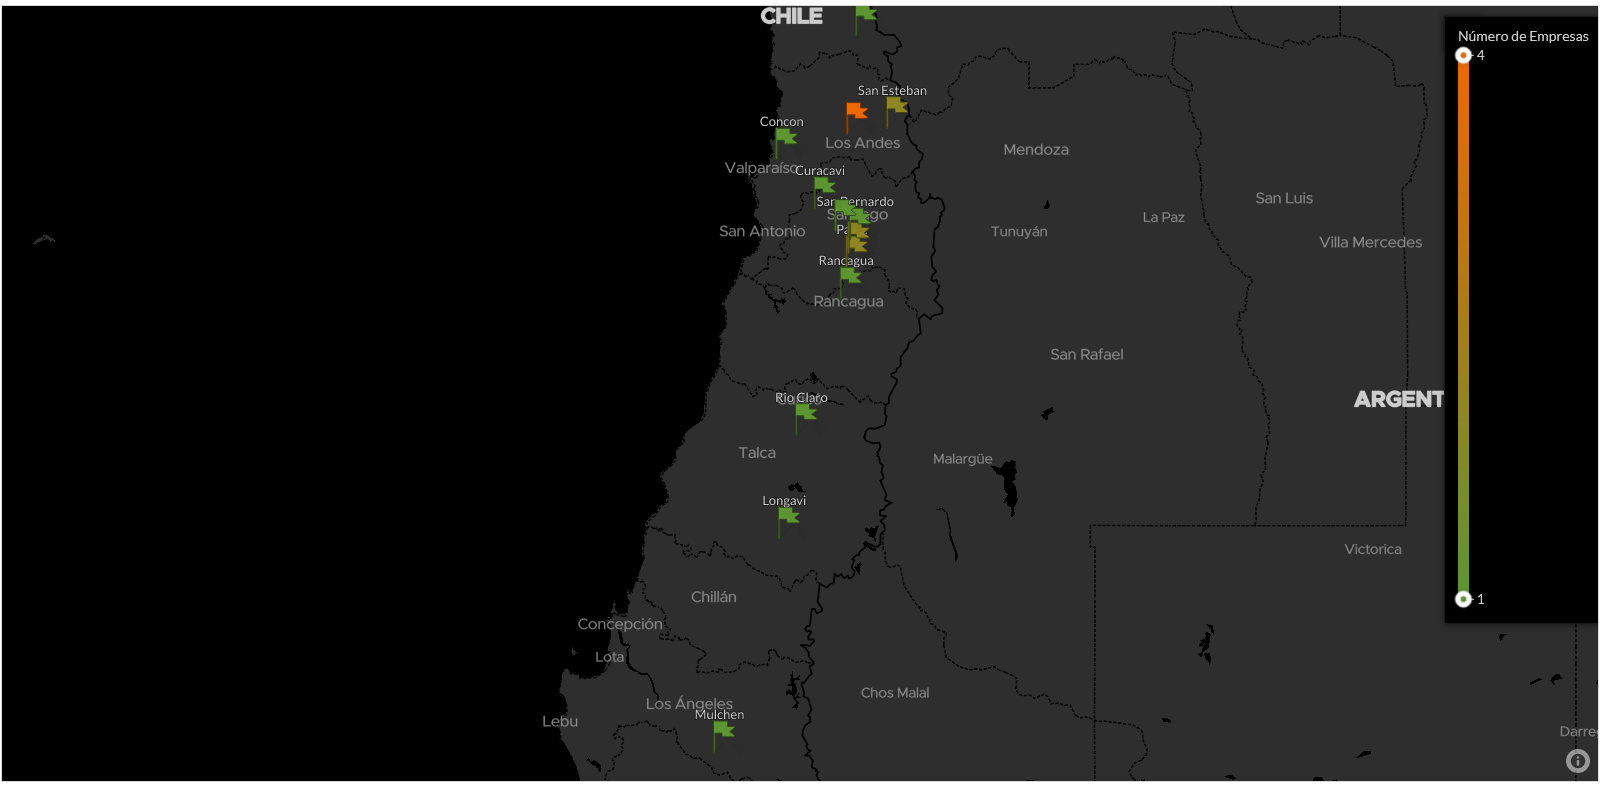 CHILE
Número de Empresas
4
San Esteban
Concon
Los Andes
Mendoza
Valparaíso
Curacavi
San Luis
San Bernardo
La Paz
San Antonio
Tunuyán
Villa Mercedes
Rancagua
Rancagua
San Rafael
Rio Claro
ARGENT
Talca
Malargüe
Longavi
Victorica
Chillán
1
Concepción
Lota
Chos Malal
Los Ángeles
Mulchen
Lebu
Darre